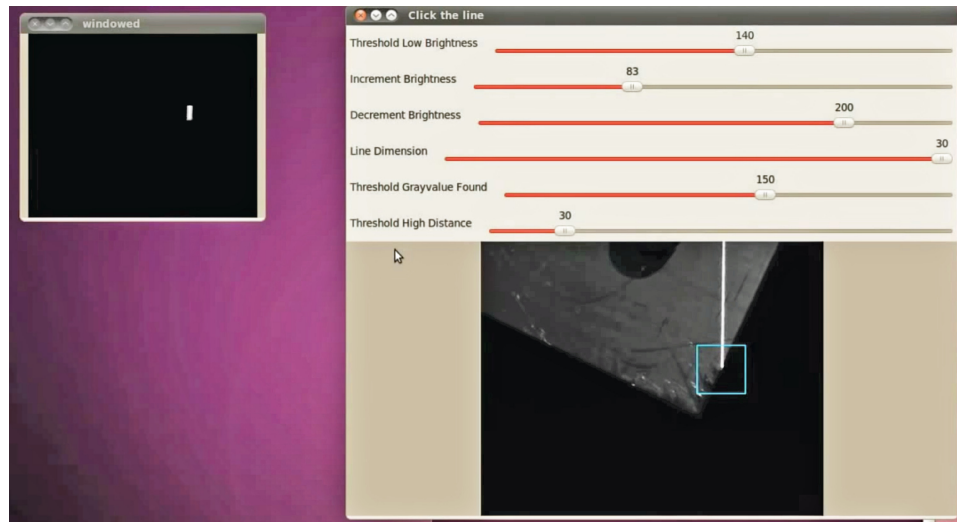 windowed
Click the line
Threshold Low Brightness
140
Increment Brightness
83
Decrement Brightness
200
Line Dimension
30
Threshold Grayvalue Found
150
Threshold High Distance
30